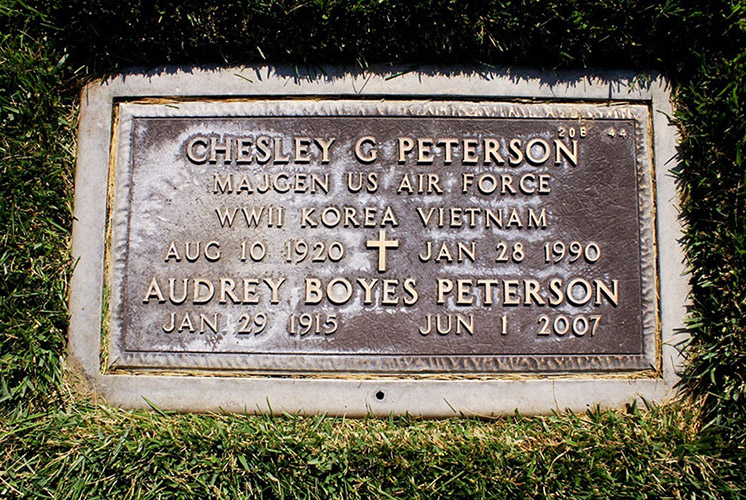 20B 44
CHESLEY G PETERSON
MAJGEN US AIR FORCE
WWII KOREA VIETNAM
AUG 10 1920 JAN 28 1990
AUDREY BOYES PETERSON
JAN 29 1915 JUN 1 2007